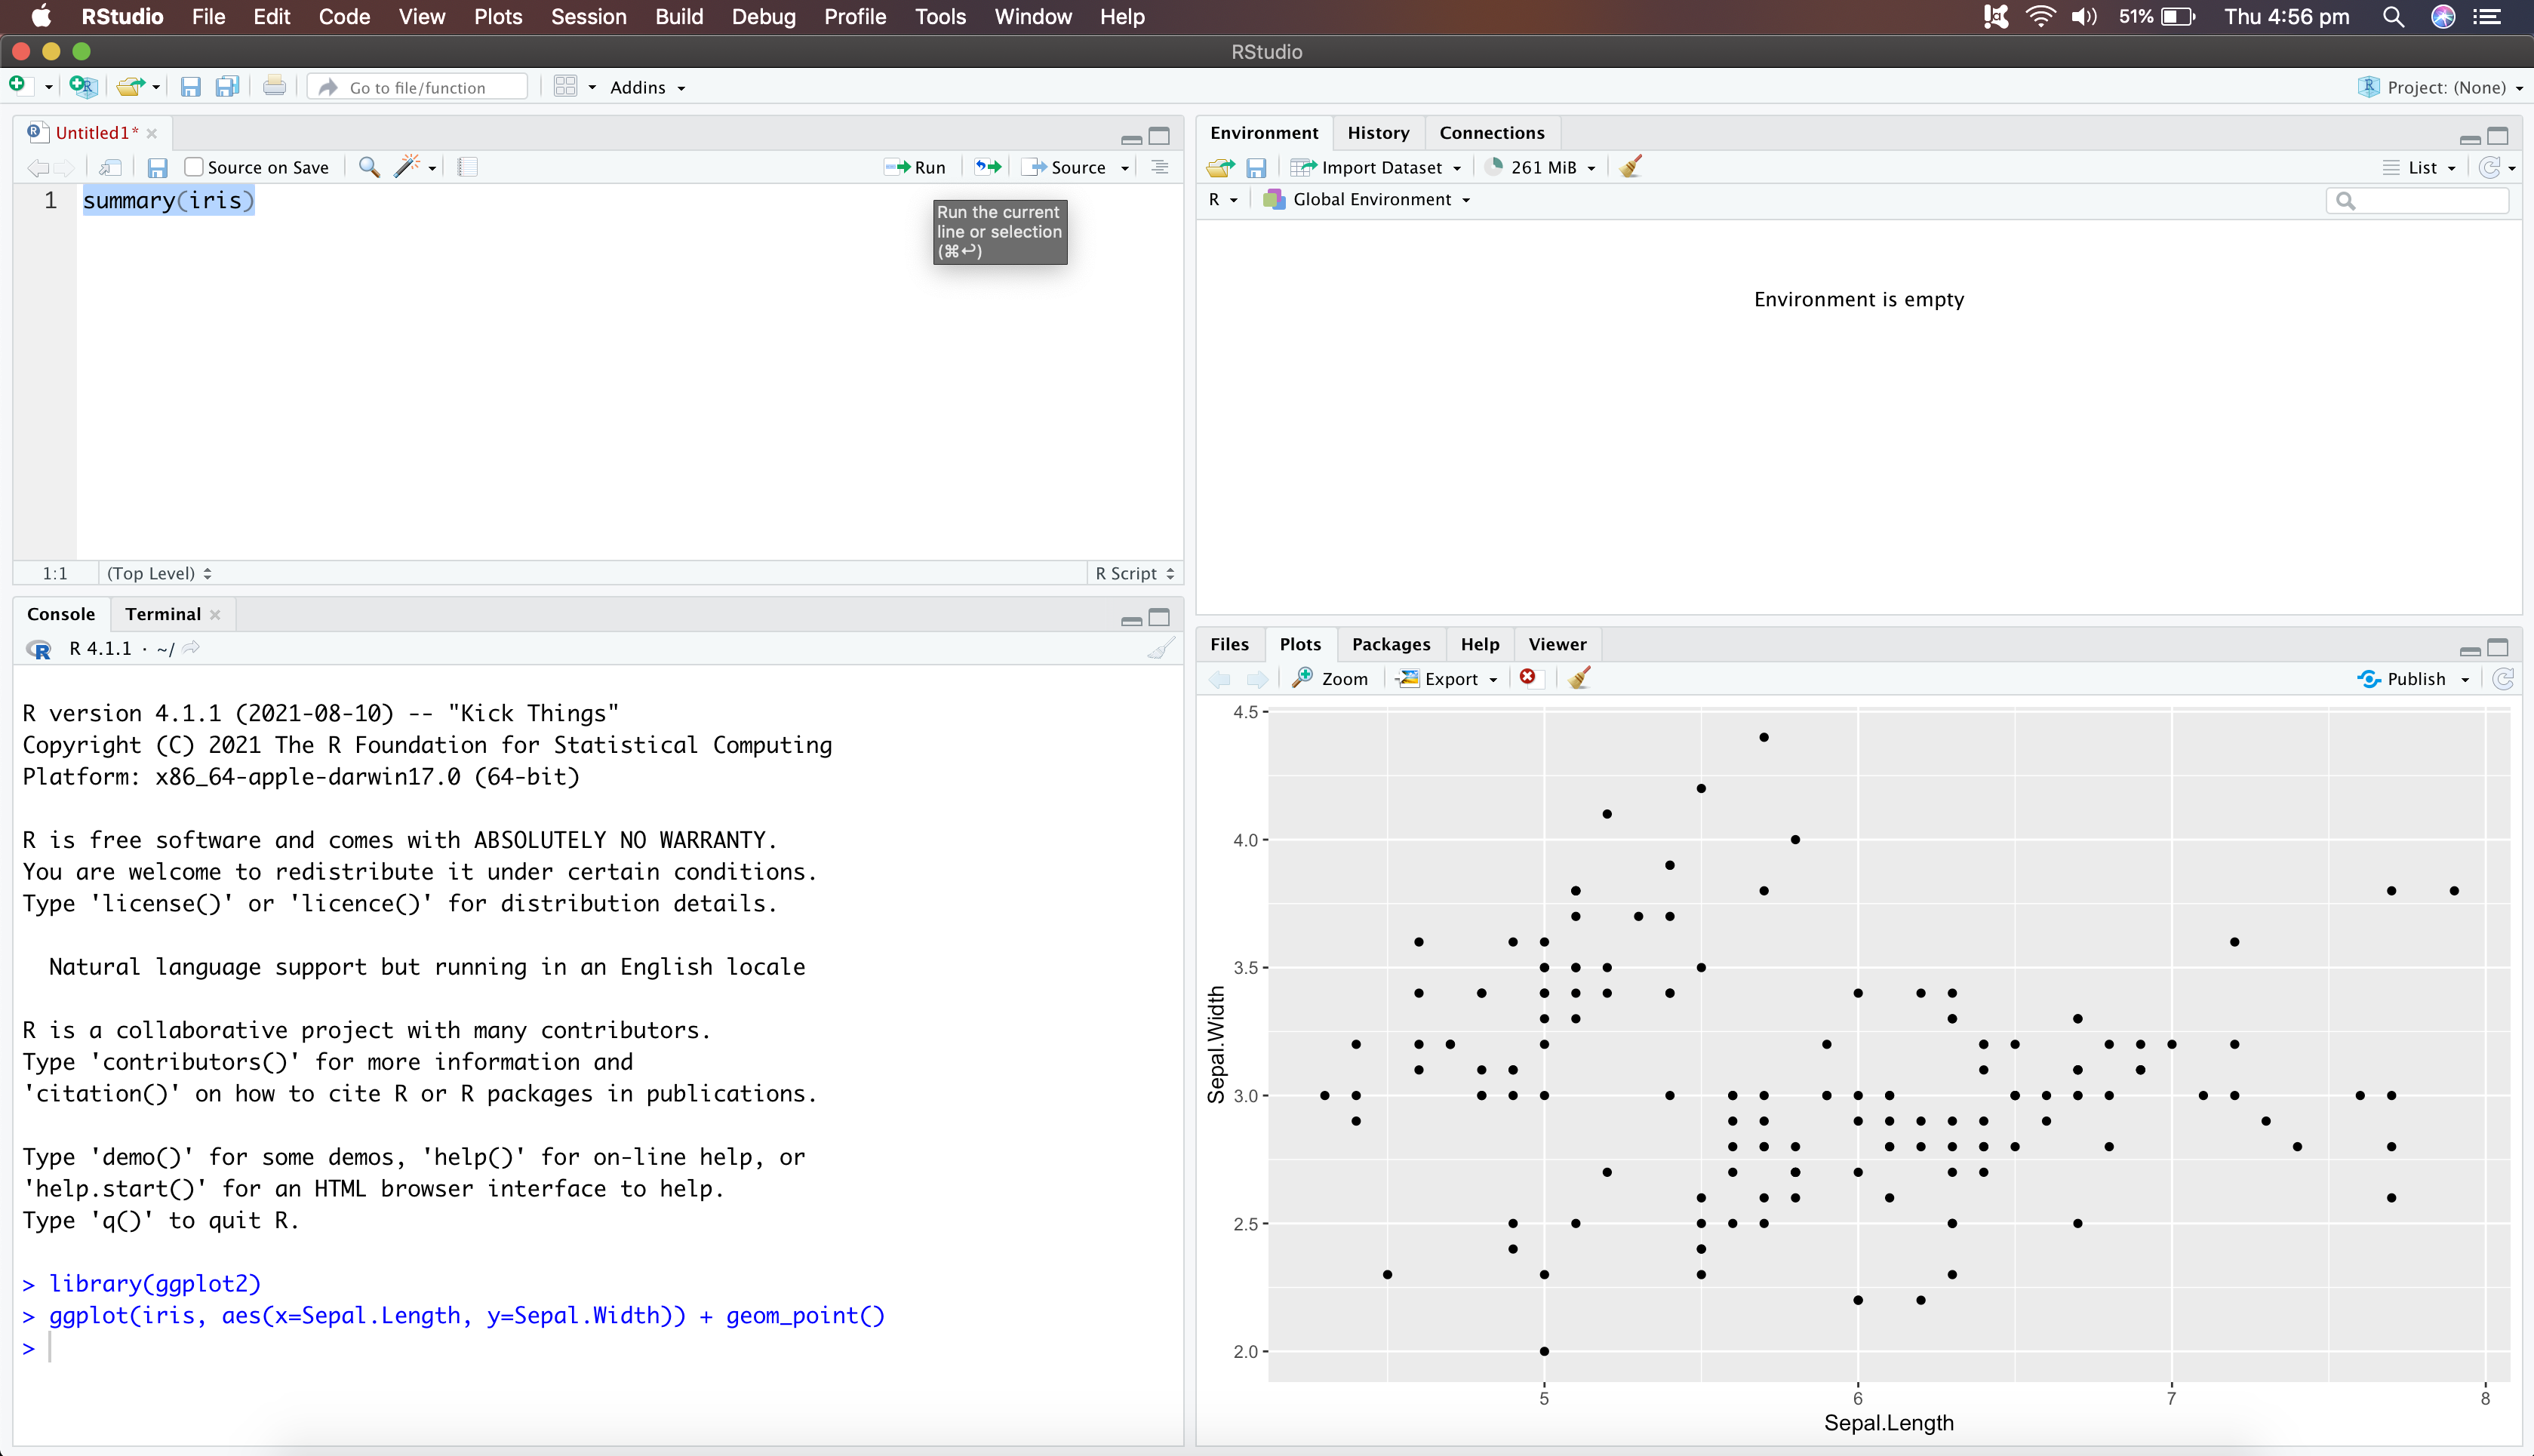 RStudio File Edit Code View Plots Session Build Debug Profile Tools Window Help 51% Thu 4:56 pm
RStudio
Go to file/function Addins Project: (None)
Untitled1*
Source on Save Run Source
1 summary(iris)
Run the current
line or selection
(⌘↩)
1:1 (Top Level) R Script
Console Terminal
R 4.1.1 · ~/
R version 4.1.1 (2021-08-10) -- "Kick Things"
Copyright (C) 2021 The R Foundation for Statistical Computing
Platform: x86_64-apple-darwin17.0 (64-bit)
R is free software and comes with ABSOLUTELY NO WARRANTY.
You are welcome to redistribute it under certain conditions.
Type 'license()' or 'licence()' for distribution details.
Natural language support but running in an English locale
R is a collaborative project with many contributors.
Type 'contributors()' for more information and
'citation()' on how to cite R or R packages in publications.
Type 'demo()' for some demos, 'help()' for on-line help, or
'help.start()' for an HTML browser interface to help.
Type 'q()' to quit R.
> library(ggplot2)
> ggplot(iris, aes(x=Sepal.Length, y=Sepal.Width)) + geom_point()
>
Environment History Connections
Import Dataset 261 MiB List
R Global Environment
Environment is empty
Files Plots Packages Help Viewer
Zoom Export Publish
4.5
4.0
3.5
Sepal.Width
3.0
2.5
2.0
5 6 7 8
Sepal.Length